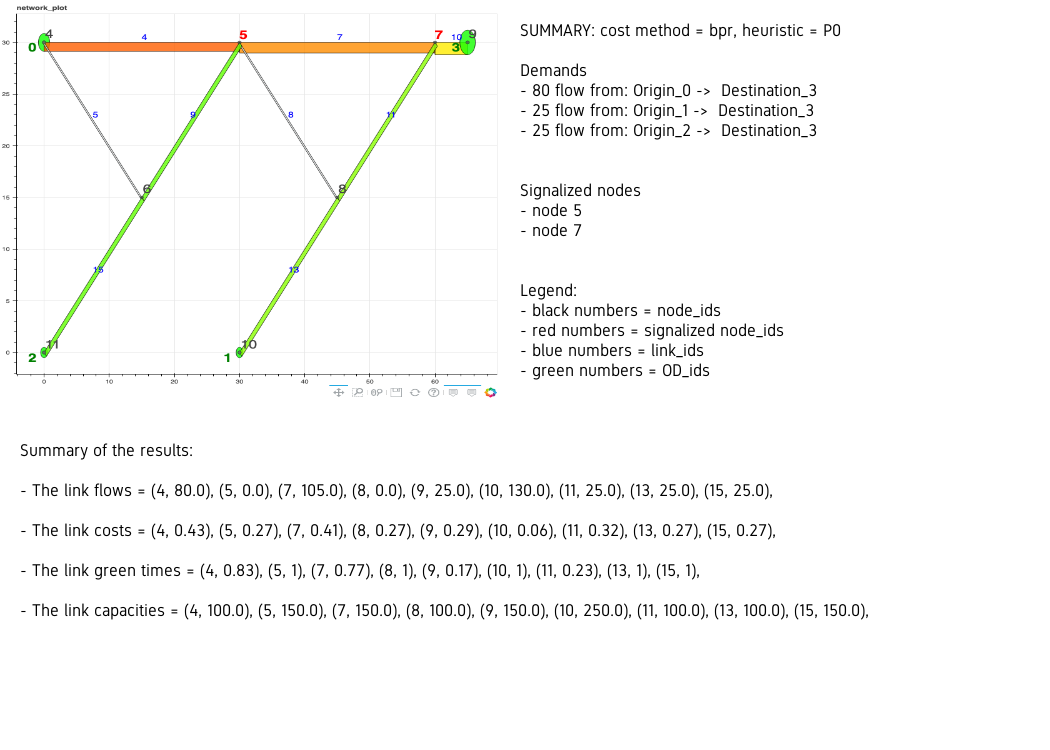 network_plot
4
5
7
9
30
0
4
7
10
3
25
5
9
8
11
20
6
8
15
10
15
13
5
11
10
0
2
1
0
10
20
30
40
50
60
SUMMARY: cost method = bpr, heuristic = P0
Demands
- 80 flow from: Origin_0 -> Destination_3
- 25 flow from: Origin_1 -> Destination_3
- 25 flow from: Origin_2 -> Destination_3
Signalized nodes
- node 5
- node 7
Legend:
- black numbers = node_ids
- red numbers = signalized node_ids
- blue numbers = link_ids
- green numbers = OD_ids
Summary of the results:
- The link flows = (4, 80.0), (5, 0.0), (7, 105.0), (8, 0.0), (9, 25.0), (10, 130.0), (11, 25.0), (13, 25.0), (15, 25.0),
- The link costs = (4, 0.43), (5, 0.27), (7, 0.41), (8, 0.27), (9, 0.29), (10, 0.06), (11, 0.32), (13, 0.27), (15, 0.27),
- The link green times = (4, 0.83), (5, 1), (7, 0.77), (8, 1), (9, 0.17), (10, 1), (11, 0.23), (13, 1), (15, 1),
- The link capacities = (4, 100.0), (5, 150.0), (7, 150.0), (8, 100.0), (9, 150.0), (10, 250.0), (11, 100.0), (13, 100.0), (15, 150.0),